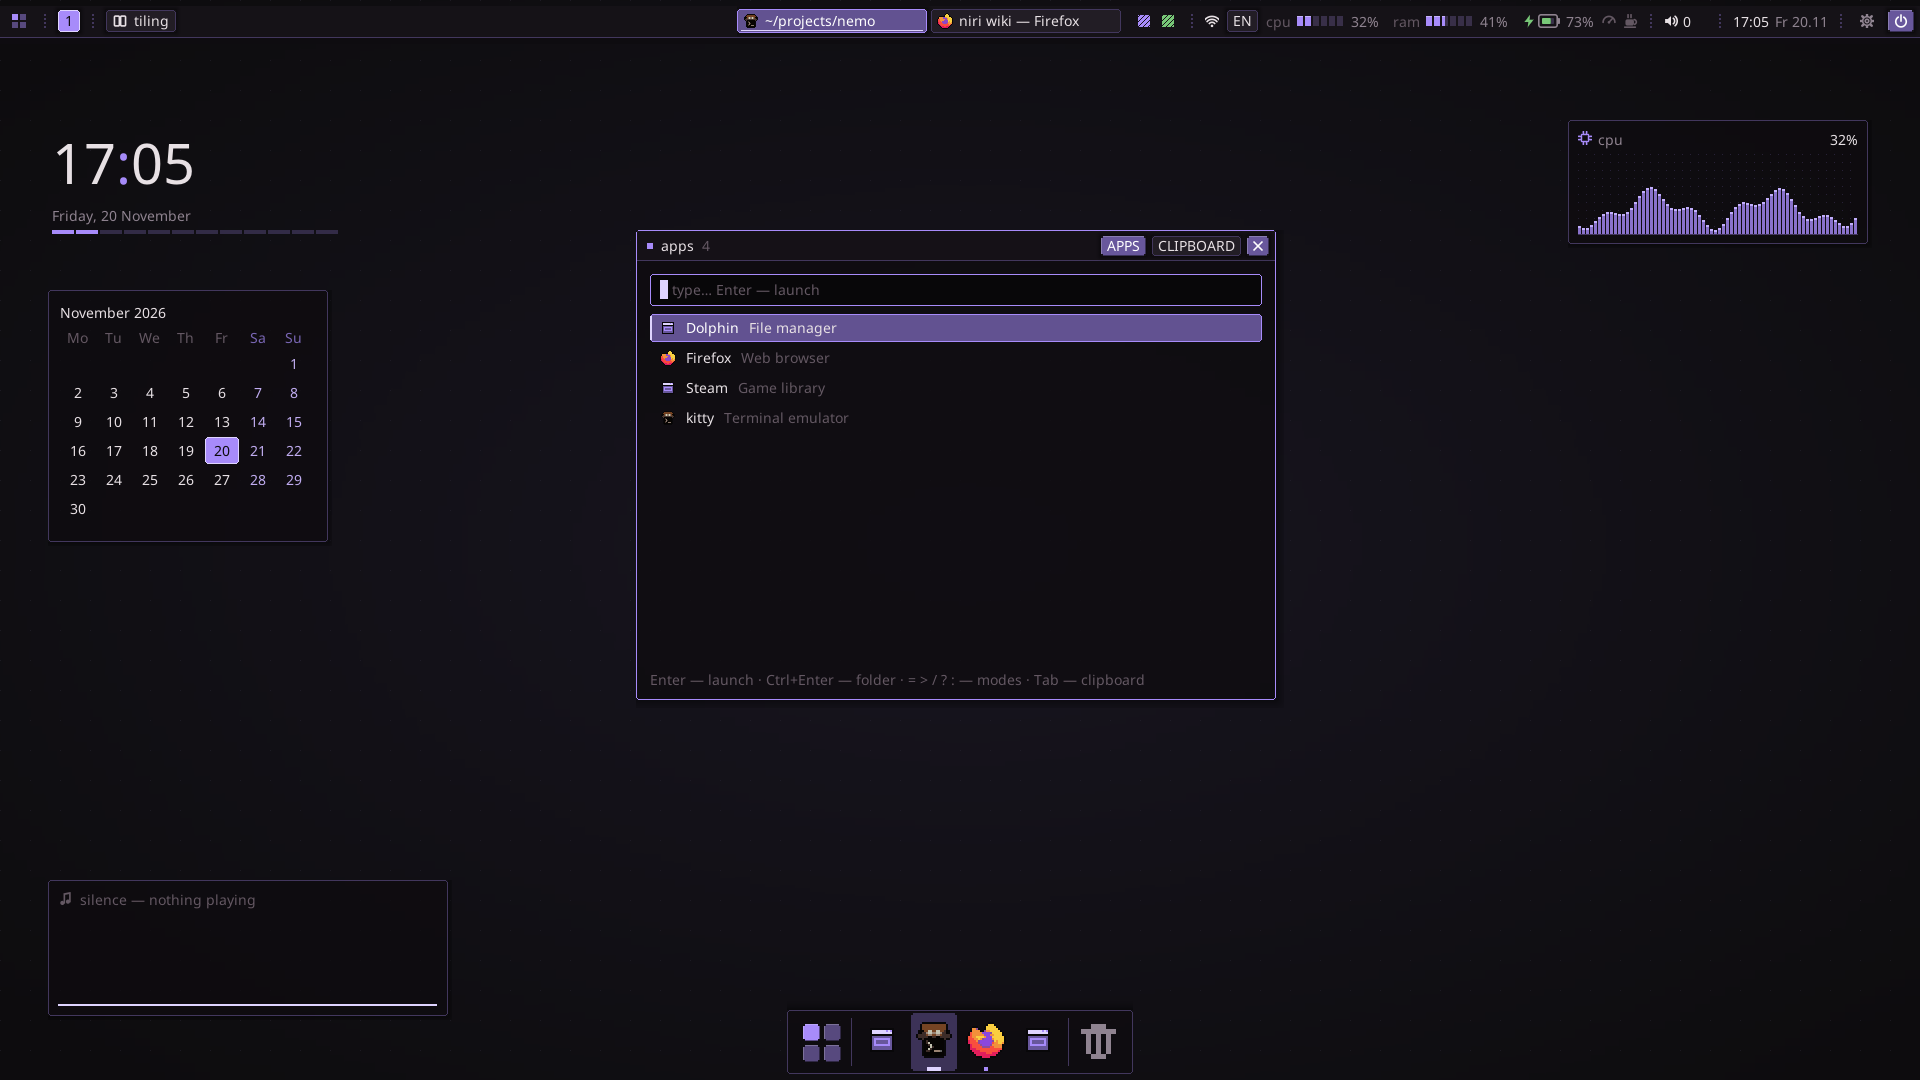 1 tiling ~/projects/nemo niri wiki — Firefox EN cpu 32% ram 41% 73% 0 17:05 Fr 20.11
17:05
Friday, 20 November
cpu 32%
November 2026
Mo Tu We Th Fr Sa Su
1
2 3 4 5 6 7 8
9 10 11 12 13 14 15
16 17 18 19 20 21 22
23 24 25 26 27 28 29
30
apps 4 APPS CLIPBOARD
type... Enter — launch
Dolphin File manager
Firefox Web browser
Steam Game library
kitty Terminal emulator
Enter — launch · Ctrl+Enter — folder · = > / ? : — modes · Tab — clipboard
silence — nothing playing